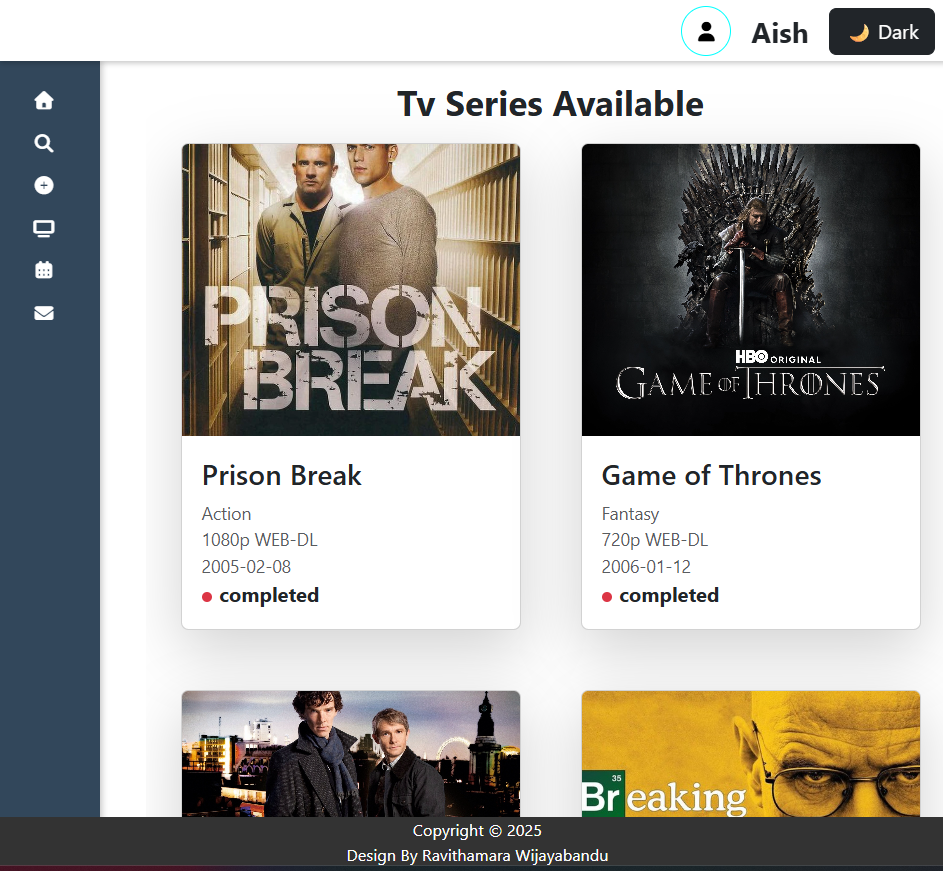 Aish
🌙 Dark
Tv Series Available
PRISON
BREAK
HBO ORIGINAL
GAME OF THRONES
Prison Break
Action
1080p WEB-DL
2005-02-08
completed
Game of Thrones
Fantasy
720p WEB-DL
2006-01-12
completed
35
Breaking
Copyright © 2025
Design By Ravithamara Wijayabandu